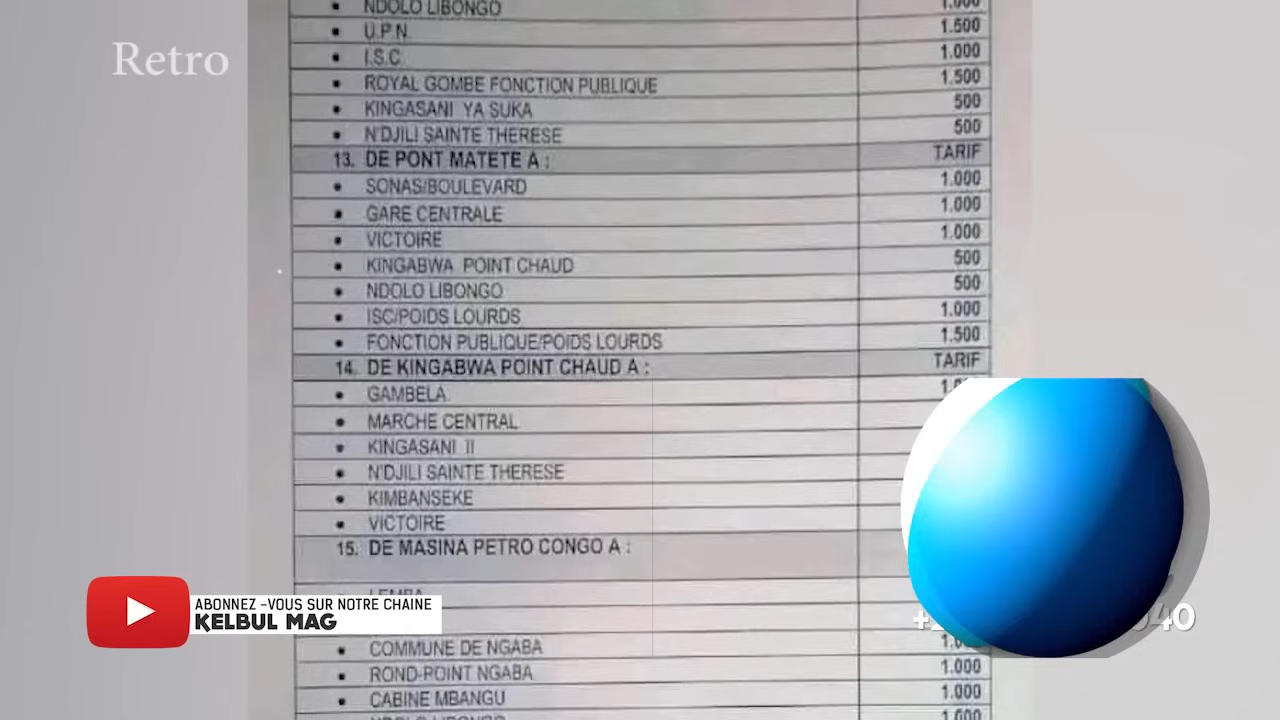 Retro
• NDOLO LIBONGO 1.000
• U.P.N. 1.500
• I.S.C. 1.000
• ROYAL GOMBE FONCTION PUBLIQUE 1.500
• KINGASANI YA SUKA 500
• N'DJILI SAINTE THERESE 500
13. DE PONT MATETE A : TARIF
• SONAS/BOULEVARD 1.000
• GARE CENTRALE 1.000
• VICTOIRE 1.000
• KINGABWA POINT CHAUD 500
• NDOLO LIBONGO 500
• ISC/POIDS LOURDS 1.000
• FONCTION PUBLIQUE/POIDS LOURDS 1.500
14. DE KINGABWA POINT CHAUD A : TARIF
• GAMBELA
• MARCHE CENTRAL
• KINGASANI II
• N'DJILI SAINTE THERESE
• KIMBANSEKE
• VICTOIRE
15. DE MASINA PETRO CONGO A :
LEMBA
ABONNEZ -VOUS SUR NOTRE CHAINE
KELBUL MAG
• COMMUNE DE NGABA
• ROND-POINT NGABA 1.000
• CABINE MBANGU 1.000
• NDOLO LIBONGO 1.000